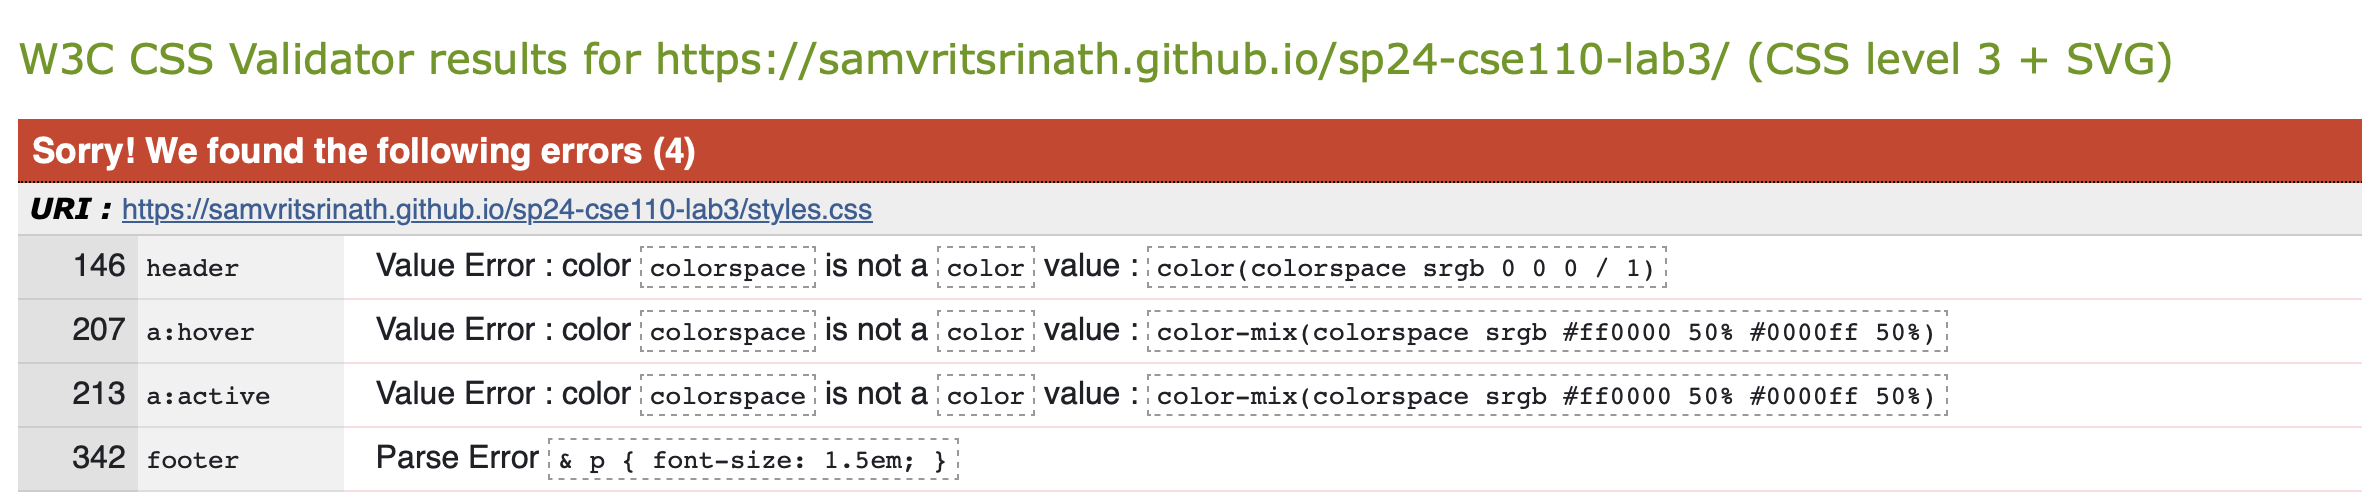 W3C CSS Validator results for https://samvritsrinath.github.io/sp24-cse110-lab3/ (CSS level 3 + SVG)
Sorry! We found the following errors (4)
URI : https://samvritsrinath.github.io/sp24-cse110-lab3/styles.css
146 header Value Error : color colorspace is not a color value : color(colorspace srgb 0 0 0 / 1)
207 a:hover Value Error : color colorspace is not a color value : color-mix(colorspace srgb #ff0000 50% #0000ff 50%)
213 a:active Value Error : color colorspace is not a color value : color-mix(colorspace srgb #ff0000 50% #0000ff 50%)
342 footer Parse Error & p { font-size: 1.5em; }